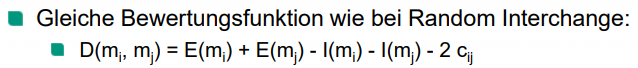 Gleiche Bewertungsfunktion wie bei Random Interchange:
D(mᵢ, mⱼ) = E(mᵢ) + E(mⱼ) - I(mᵢ) - I(mⱼ) - 2 cᵢⱼ